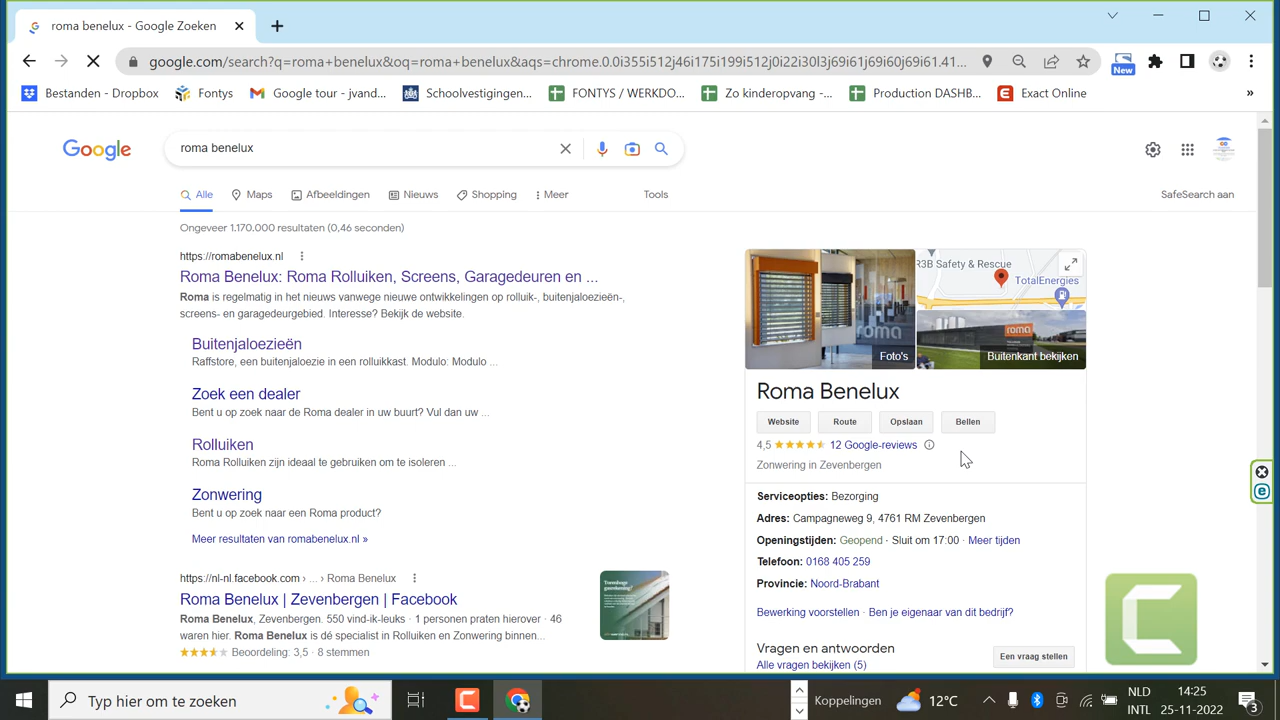 roma benelux - Google Zoeken
google.com/search?q=roma+benelux&oq=roma+benelux&aqs=chrome.0.0i355i512j46i175i199i512j0i22i30l3j69i61j69i60j69i61.41...
New
Bestanden - Dropbox
Fontys
Google tour - jvand...
Schoolvestigingen...
FONTYS / WERKDO...
Zo kinderopvang -...
Production DASHB...
Exact Online
»
Google
roma benelux
Alle
Maps
Afbeeldingen
Nieuws
Shopping
Meer
Tools
SafeSearch aan
Ongeveer 1.170.000 resultaten (0,46 seconden)
https://romabenelux.nl
Roma Benelux: Roma Rolluiken, Screens, Garagedeuren en ...
Roma is regelmatig in het nieuws vanwege nieuwe ontwikkelingen op rolluik-, buitenjaloezieën-,
screens- en garagedeurgebied. Interesse? Bekijk de website.
Buitenjaloezieën
Raffstore, een buitenjaloezie in een rolluikkast. Modulo: Modulo ...
Zoek een dealer
Bent u op zoek naar de Roma dealer in uw buurt? Vul dan uw ...
Rolluiken
Roma Rolluiken zijn ideaal te gebruiken om te isoleren ...
Zonwering
Bent u op zoek naar een Roma product?
Meer resultaten van romabenelux.nl »
https://nl-nl.facebook.com › ... › Roma Benelux
Roma Benelux | Zevenbergen | Facebook
Roma Benelux, Zevenbergen. 550 vind-ik-leuks · 1 personen praten hierover · 46
waren hier. Roma Benelux is dé specialist in Rolluiken en Zonwering binnen...
Beoordeling: 3,5 · 8 stemmen
roma
Foto's
R3B Safety & Rescue
TotalEnergies
roma
Buitenkant bekijken
Roma Benelux
Website
Route
Opslaan
Bellen
4,5
12 Google-reviews
Zonwering in Zevenbergen
Serviceopties: Bezorging
Adres: Campagneweg 9, 4761 RM Zevenbergen
Openingstijden: Geopend · Sluit om 17:00 · Meer tijden
Telefoon: 0168 405 259
Provincie: Noord-Brabant
Bewerking voorstellen · Ben je eigenaar van dit bedrijf?
Vragen en antwoorden
Alle vragen bekijken (5)
Een vraag stellen
Typ hier om te zoeken
Koppelingen
12°C
NLD
INTL
14:25
25-11-2022
3